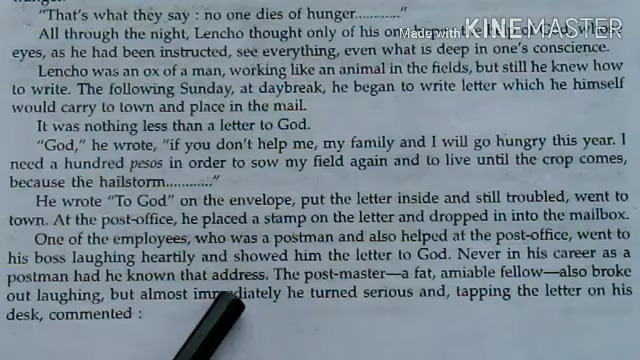 hunger.
"That's what they say : no one dies of hunger............"
Made with KINEMASTER
All through the night, Lencho thought only of his one
eyes, as he had been instructed, see everything, even what is deep in one's conscience.
Lencho was an ox of a man, working like an animal in the fields, but still he knew how
to write. The following Sunday, at daybreak, he began to write letter which he himself
would carry to town and place in the mail.
It was nothing less than a letter to God.
"God," he wrote, "if you don't help me, my family and I will go hungry this year. I
need a hundred pesos in order to sow my field again and to live until the crop comes,
because the hailstorm............"
He wrote "To God" on the envelope, put the letter inside and still troubled, went to
town. At the post-office, he placed a stamp on the letter and dropped in into the mailbox.
One of the employees, who was a postman and also helped at the post-office, went to
his boss laughing heartily and showed him the letter to God. Never in his career as a
postman had he known that address. The post-master—a fat, amiable fellow—also broke
out laughing, but almost immediately he turned serious and, tapping the letter on his
desk, commented :